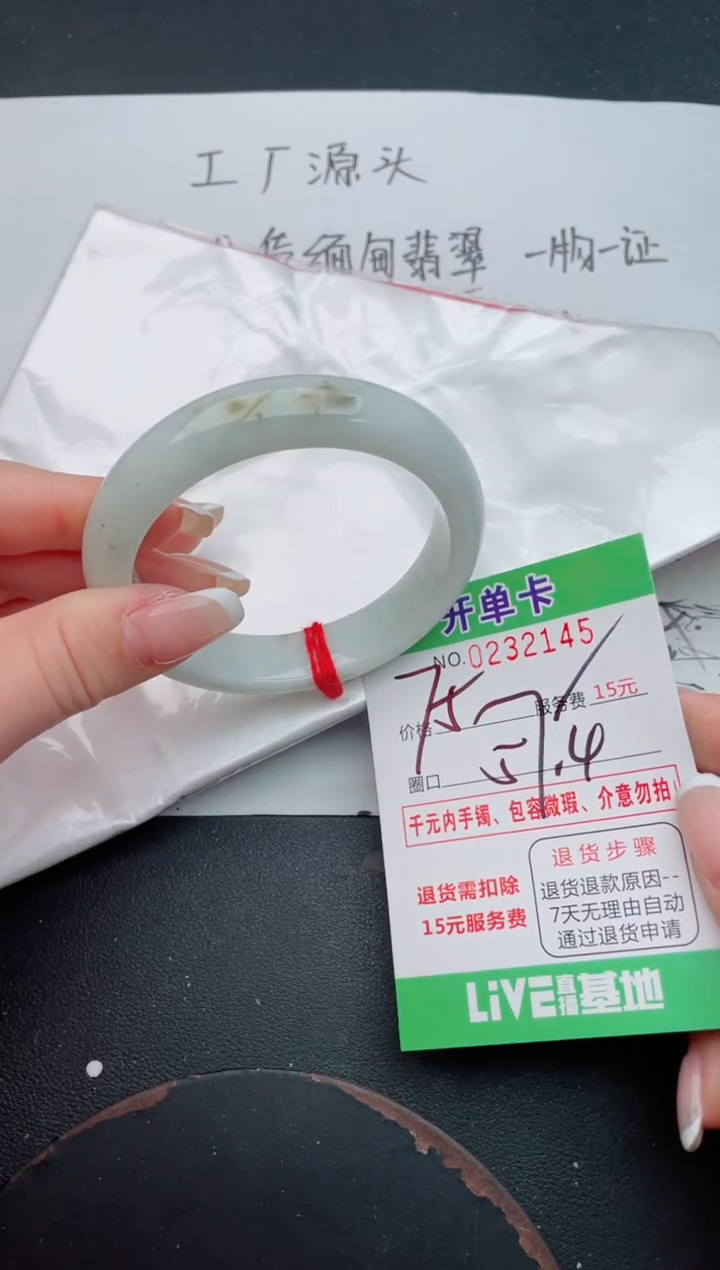 工厂源头
缅甸翡翠 一物一证
开单卡
NO.0232145
价格 服务费 15元
圈口 57.4
千元内手镯、包容微瑕、介意勿拍
退货需扣除
15元服务费
退货步骤
退货退款原因--
7天无理由自动
通过退货申请
LiVE直播基地